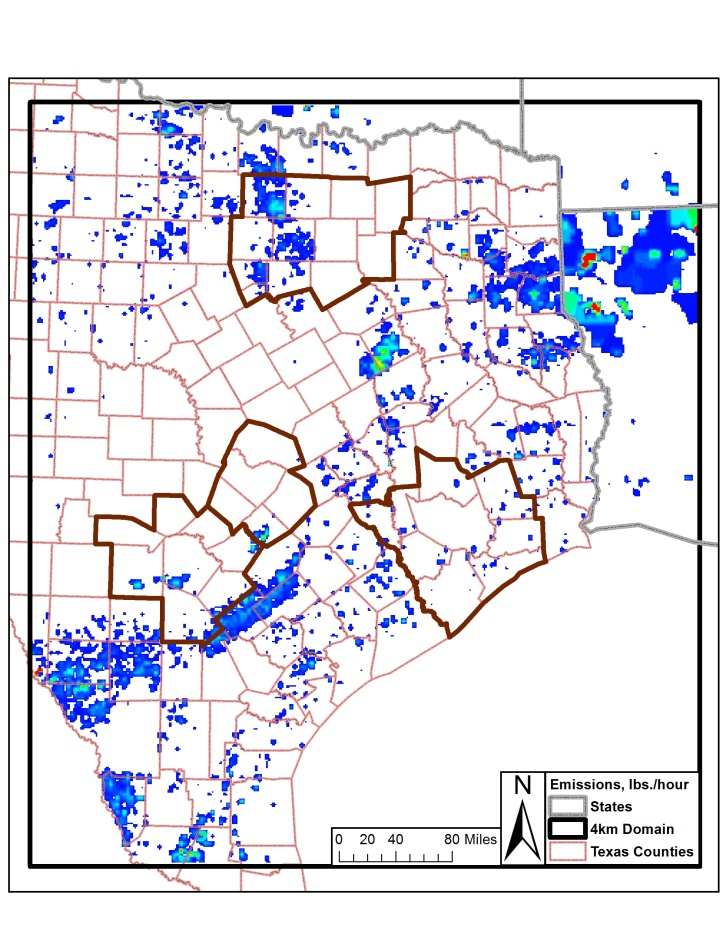 N
Emissions, lbs./hour
States
4km Domain
Texas Counties
0 20 40 80 Miles